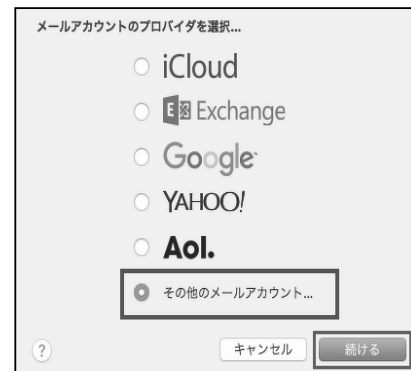 メールアカウントのプロバイダを選択...
iCloud
E Exchange
Google
YAHOO!
Aol.
その他のメールアカウント...
?
キャンセル
続ける